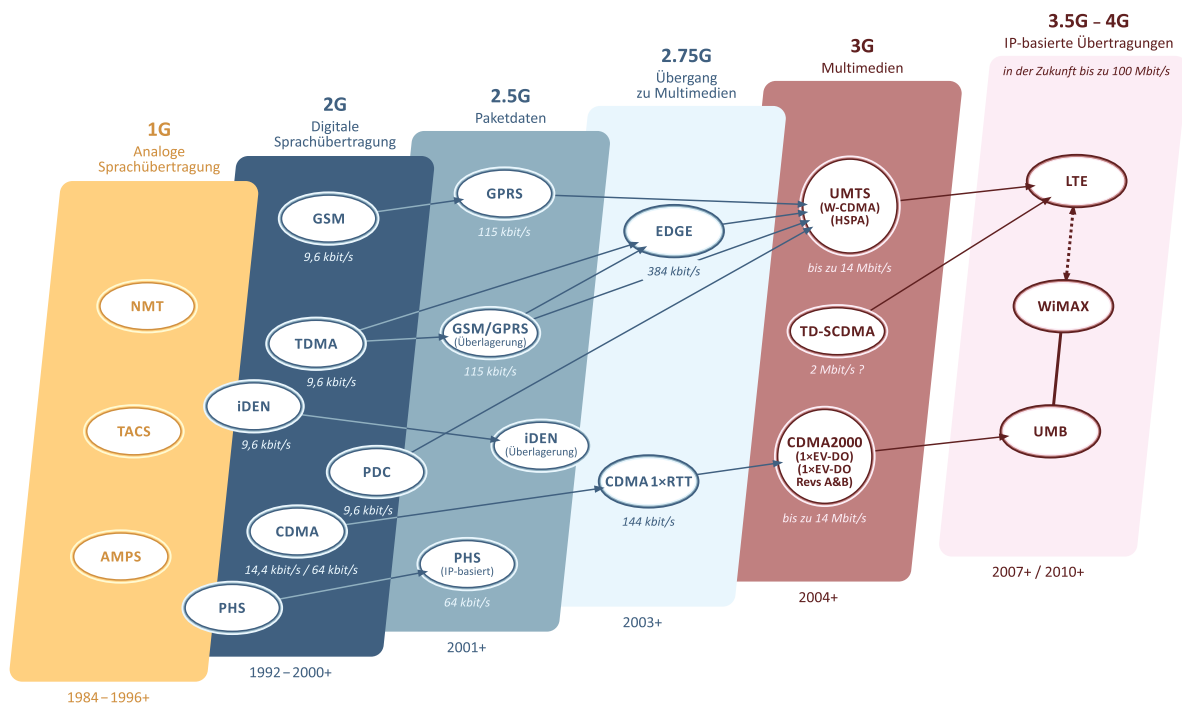 1G
Analoge
Sprachübertragung
NMT
TACS
AMPS
1984 – 1996+
2G
Digitale
Sprachübertragung
GSM
9,6 kbit/s
TDMA
9,6 kbit/s
iDEN
9,6 kbit/s
PDC
9,6 kbit/s
CDMA
14,4 kbit/s / 64 kbit/s
PHS
1992 – 2000+
2.5G
Paketdaten
GPRS
115 kbit/s
GSM/GPRS
(Überlagerung)
115 kbit/s
iDEN
(Überlagerung)
PHS
(IP-basiert)
64 kbit/s
2001+
2.75G
Übergang
zu Multimedien
EDGE
384 kbit/s
CDMA 1×RTT
144 kbit/s
2003+
3G
Multimedien
UMTS
(W-CDMA)
(HSPA)
bis zu 14 Mbit/s
TD-SCDMA
2 Mbit/s ?
CDMA2000
(1×EV-DO)
(1×EV-DO
Revs A&B)
bis zu 14 Mbit/s
2004+
3.5G – 4G
IP-basierte Übertragungen
in der Zukunft bis zu 100 Mbit/s
LTE
WiMAX
UMB
2007+ / 2010+